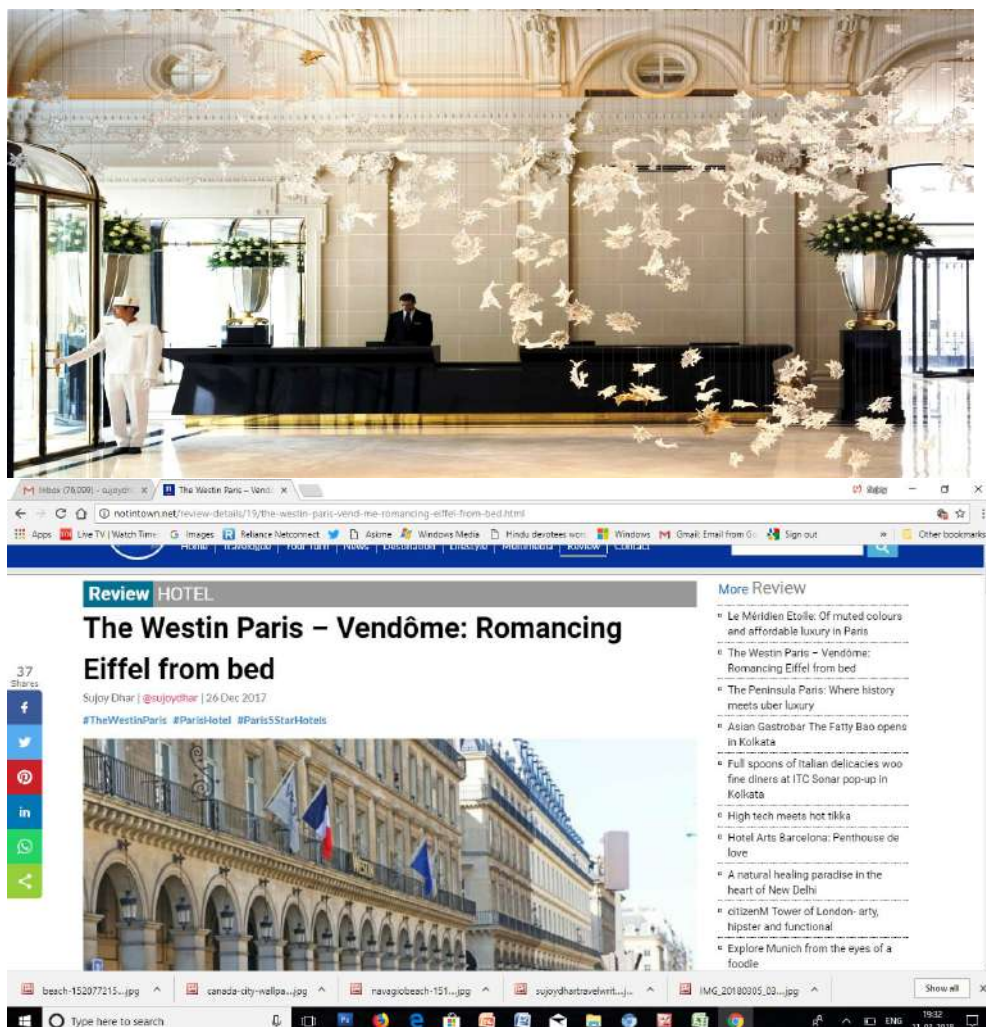 The Westin Paris – Vend
notintown.net/review-details/19/the-westin-paris-vend-me-romancing-eiffel-from-bed.html
Apps Live TV | Watch Time Images Reliance Netconnect Askme Windows Media Hindu devotees Windows Gmail: Email from Sign out » Other bookmarks
Home | Travelogue | Your Turn | News | Destination | Lifestyle | Multimedia | Review | Contact
Review HOTEL
The Westin Paris – Vendôme: Romancing
Eiffel from bed
37
Shares
Sujoy Dhar | @sujoydhar | 26 Dec 2017
#TheWestinParis #ParisHotel #Paris5StarHotels
More Review
Le Méridien Etoile: Of muted colours
and affordable luxury in Paris
The Westin Paris – Vendôme:
Romancing Eiffel from bed
The Peninsula Paris: Where history
meets uber luxury
Asian Gastrobar The Fatty Bao opens
in Kolkata
Full spoons of Italian delicacies woo
fine diners at ITC Sonar pop-up in
Kolkata
High tech meets hot tikka
Hotel Arts Barcelona: Penthouse de
love
A natural healing paradise in the
heart of New Delhi
citizenM Tower of London- arty,
hipster and functional
Explore Munich from the eyes of a
foodie
beach-152077215...jpg canada-city-wallpa...jpg navagiobeach-151...jpg sujoydhartravelwrit...j... IMG_20180305_03...jpg Show all
Type here to search ENG 19:32